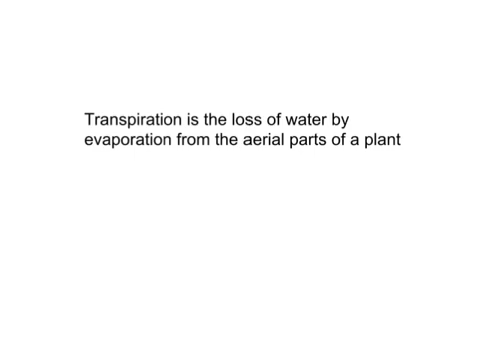 Transpiration is the loss of water by
evaporation from the aerial parts of a plant